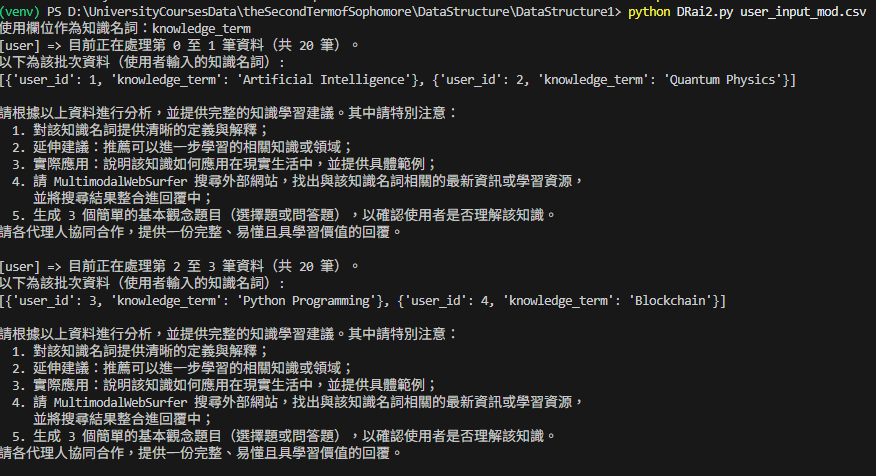 (venv) PS D:\UniversityCoursesData\theSecondTermofSophomore\DataStructure\DataStructure1> python DRai2.py user_input_mod.csv
使用欄位作為知識名詞：knowledge_term
[user] => 目前正在處理第 0 至 1 筆資料（共 20 筆）。
以下為該批次資料（使用者輸入的知識名詞）：
[{'user_id': 1, 'knowledge_term': 'Artificial Intelligence'}, {'user_id': 2, 'knowledge_term': 'Quantum Physics'}]
請根據以上資料進行分析，並提供完整的知識學習建議。其中請特別注意：
1. 對該知識名詞提供清晰的定義與解釋；
2. 延伸建議：推薦可以進一步學習的相關知識或領域；
3. 實際應用：說明該知識如何應用在現實生活中，並提供具體範例；
4. 請 MultimodalWebSurfer 搜尋外部網站，找出與該知識名詞相關的最新資訊或學習資源，
並將搜尋結果整合進回覆中；
5. 生成 3 個簡單的基本觀念題目（選擇題或問答題），以確認使用者是否理解該知識。
請各代理人協同合作，提供一份完整、易懂且具學習價值的回覆。
[user] => 目前正在處理第 2 至 3 筆資料（共 20 筆）。
以下為該批次資料（使用者輸入的知識名詞）：
[{'user_id': 3, 'knowledge_term': 'Python Programming'}, {'user_id': 4, 'knowledge_term': 'Blockchain'}]
請根據以上資料進行分析，並提供完整的知識學習建議。其中請特別注意：
1. 對該知識名詞提供清晰的定義與解釋；
2. 延伸建議：推薦可以進一步學習的相關知識或領域；
3. 實際應用：說明該知識如何應用在現實生活中，並提供具體範例；
4. 請 MultimodalWebSurfer 搜尋外部網站，找出與該知識名詞相關的最新資訊或學習資源，
並將搜尋結果整合進回覆中；
5. 生成 3 個簡單的基本觀念題目（選擇題或問答題），以確認使用者是否理解該知識。
請各代理人協同合作，提供一份完整、易懂且具學習價值的回覆。